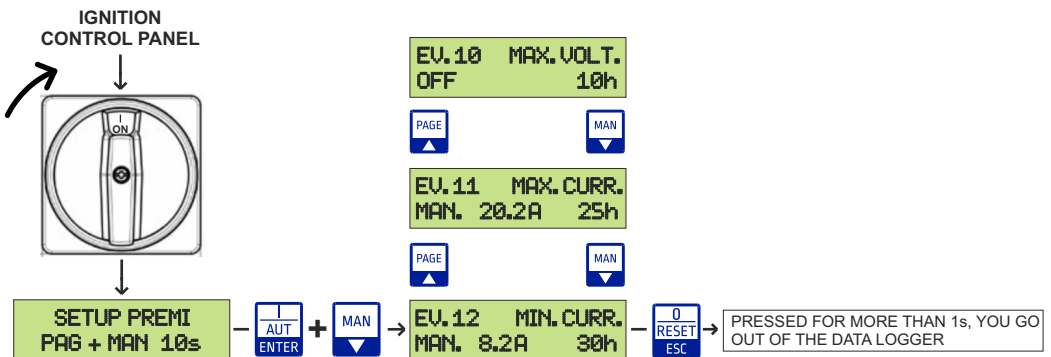 IGNITION
CONTROL PANEL
I
ON
SETUP PREMI
PAG + MAN 10s
I
AUT
ENTER
+
MAN
EV.10 MAX.VOLT.
OFF 10h
PAGE
MAN
EV.11 MAX.CURR.
MAN. 20.2A 25h
PAGE
MAN
EV.12 MIN.CURR.
MAN. 8.2A 30h
0
RESET
ESC
PRESSED FOR MORE THAN 1s, YOU GO
OUT OF THE DATA LOGGER